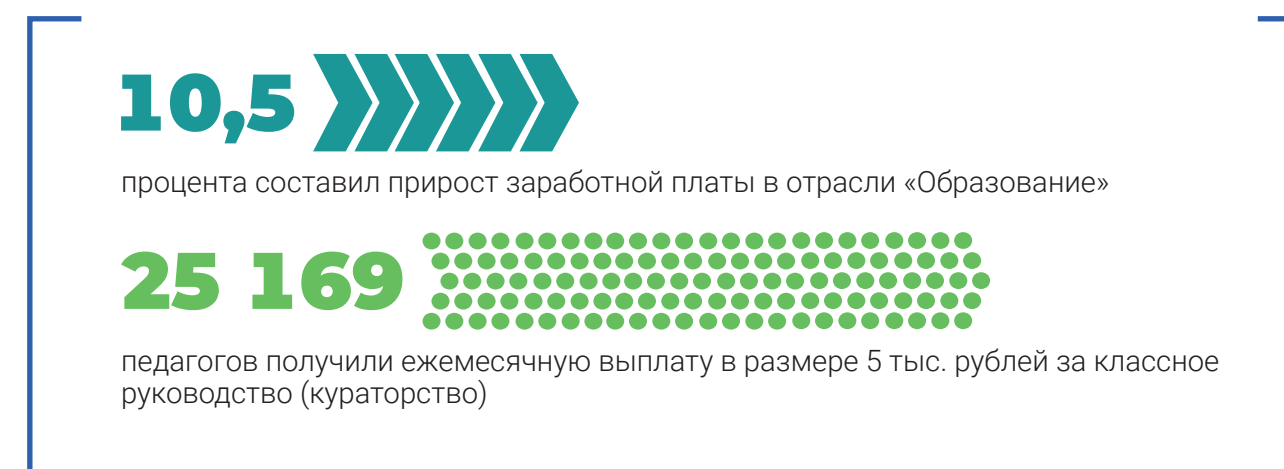 10,5
процента составил прирост заработной платы в отрасли «Образование»
25 169
педагогов получили ежемесячную выплату в размере 5 тыс. рублей за классное
руководство (кураторство)